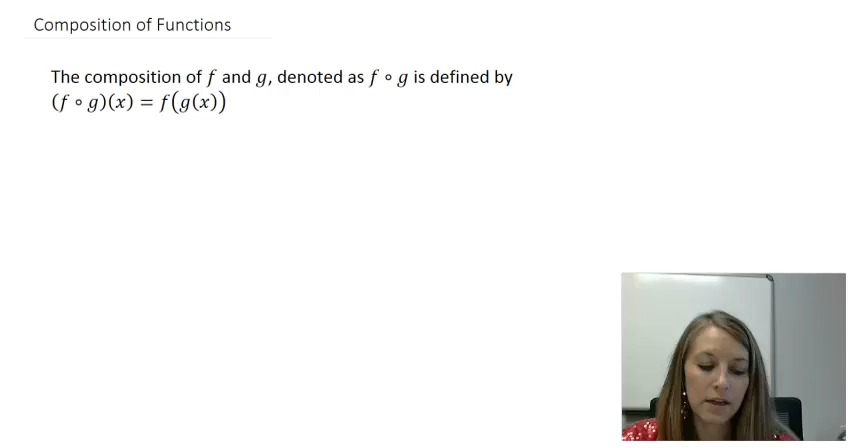 Composition of Functions
The composition of f and g, denoted as f ∘ g is defined by
(f ∘ g)(x) = f(g(x))